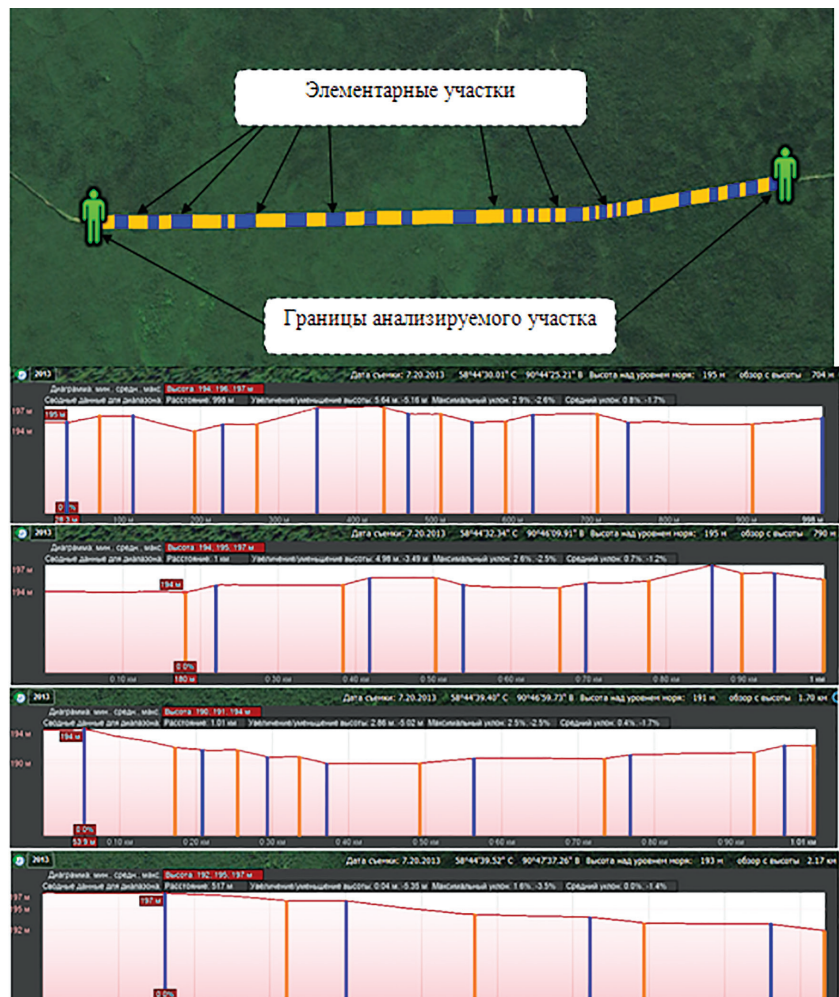 Элементарные участки
Границы анализируемого участка
2013 Дата съемки: 7.20.2013 58°44'30.01" С 90°44'25.21" В Высота над уровнем моря: 195 м обзор с высоты 704 м
Диаграмма: мин., средн., макс. Высота: 194, 196, 197 м
Сводные данные для диапазона Расстояние: 998 м Увеличение/уменьшение высоты: 5.64 м, -5.16 м Максимальный уклон: 2.9%, -2.6% Средний уклон: 0.8%, -1.7%
197 м
195 м
194 м
0.0%
28.3 м 100 м 200 м 300 м 400 м 500 м 600 м 700 м 800 м 900 м 998 м
2013 Дата съемки: 7.20.2013 58°44'32.34" С 90°46'09.91" В Высота над уровнем моря: 195 м обзор с высоты 790 м
Диаграмма: мин., средн., макс. Высота: 194, 195, 197 м
Сводные данные для диапазона Расстояние: 1 км Увеличение/уменьшение высоты: 4.98 м, -3.49 м Максимальный уклон: 2.6%, -2.5% Средний уклон: 0.7%, -1.2%
197 м
194 м
194 м
0.0%
0.10 км 180 м 0.30 км 0.40 км 0.50 км 0.60 км 0.70 км 0.80 км 0.90 км 1 км
2013 Дата съемки: 7.20.2013 58°44'39.40" С 90°46'59.73" В Высота над уровнем моря: 191 м обзор с высоты 1.70 км
Диаграмма: мин., средн., макс. Высота: 190, 191, 194 м
Сводные данные для диапазона Расстояние: 1.01 км Увеличение/уменьшение высоты: 2.86 м, -5.02 м Максимальный уклон: 2.5%, -2.5% Средний уклон: 0.4%, -1.7%
194 м
194 м
190 м
0.0%
53.9 м 0.10 км 0.20 км 0.30 км 0.40 км 0.50 км 0.60 км 0.70 км 0.80 км 0.90 км 1.01 км
2013 Дата съемки: 7.20.2013 58°44'39.52" С 90°47'37.26" В Высота над уровнем моря: 193 м обзор с высоты 2.17 км
Диаграмма: мин., средн., макс. Высота: 192, 195, 197 м
Сводные данные для диапазона Расстояние: 517 м Увеличение/уменьшение высоты: 0.04 м, -5.35 м Максимальный уклон: 1.6%, -3.5% Средний уклон: 0.0%, -1.4%
197 м
197 м
195 м
192 м
0.0%